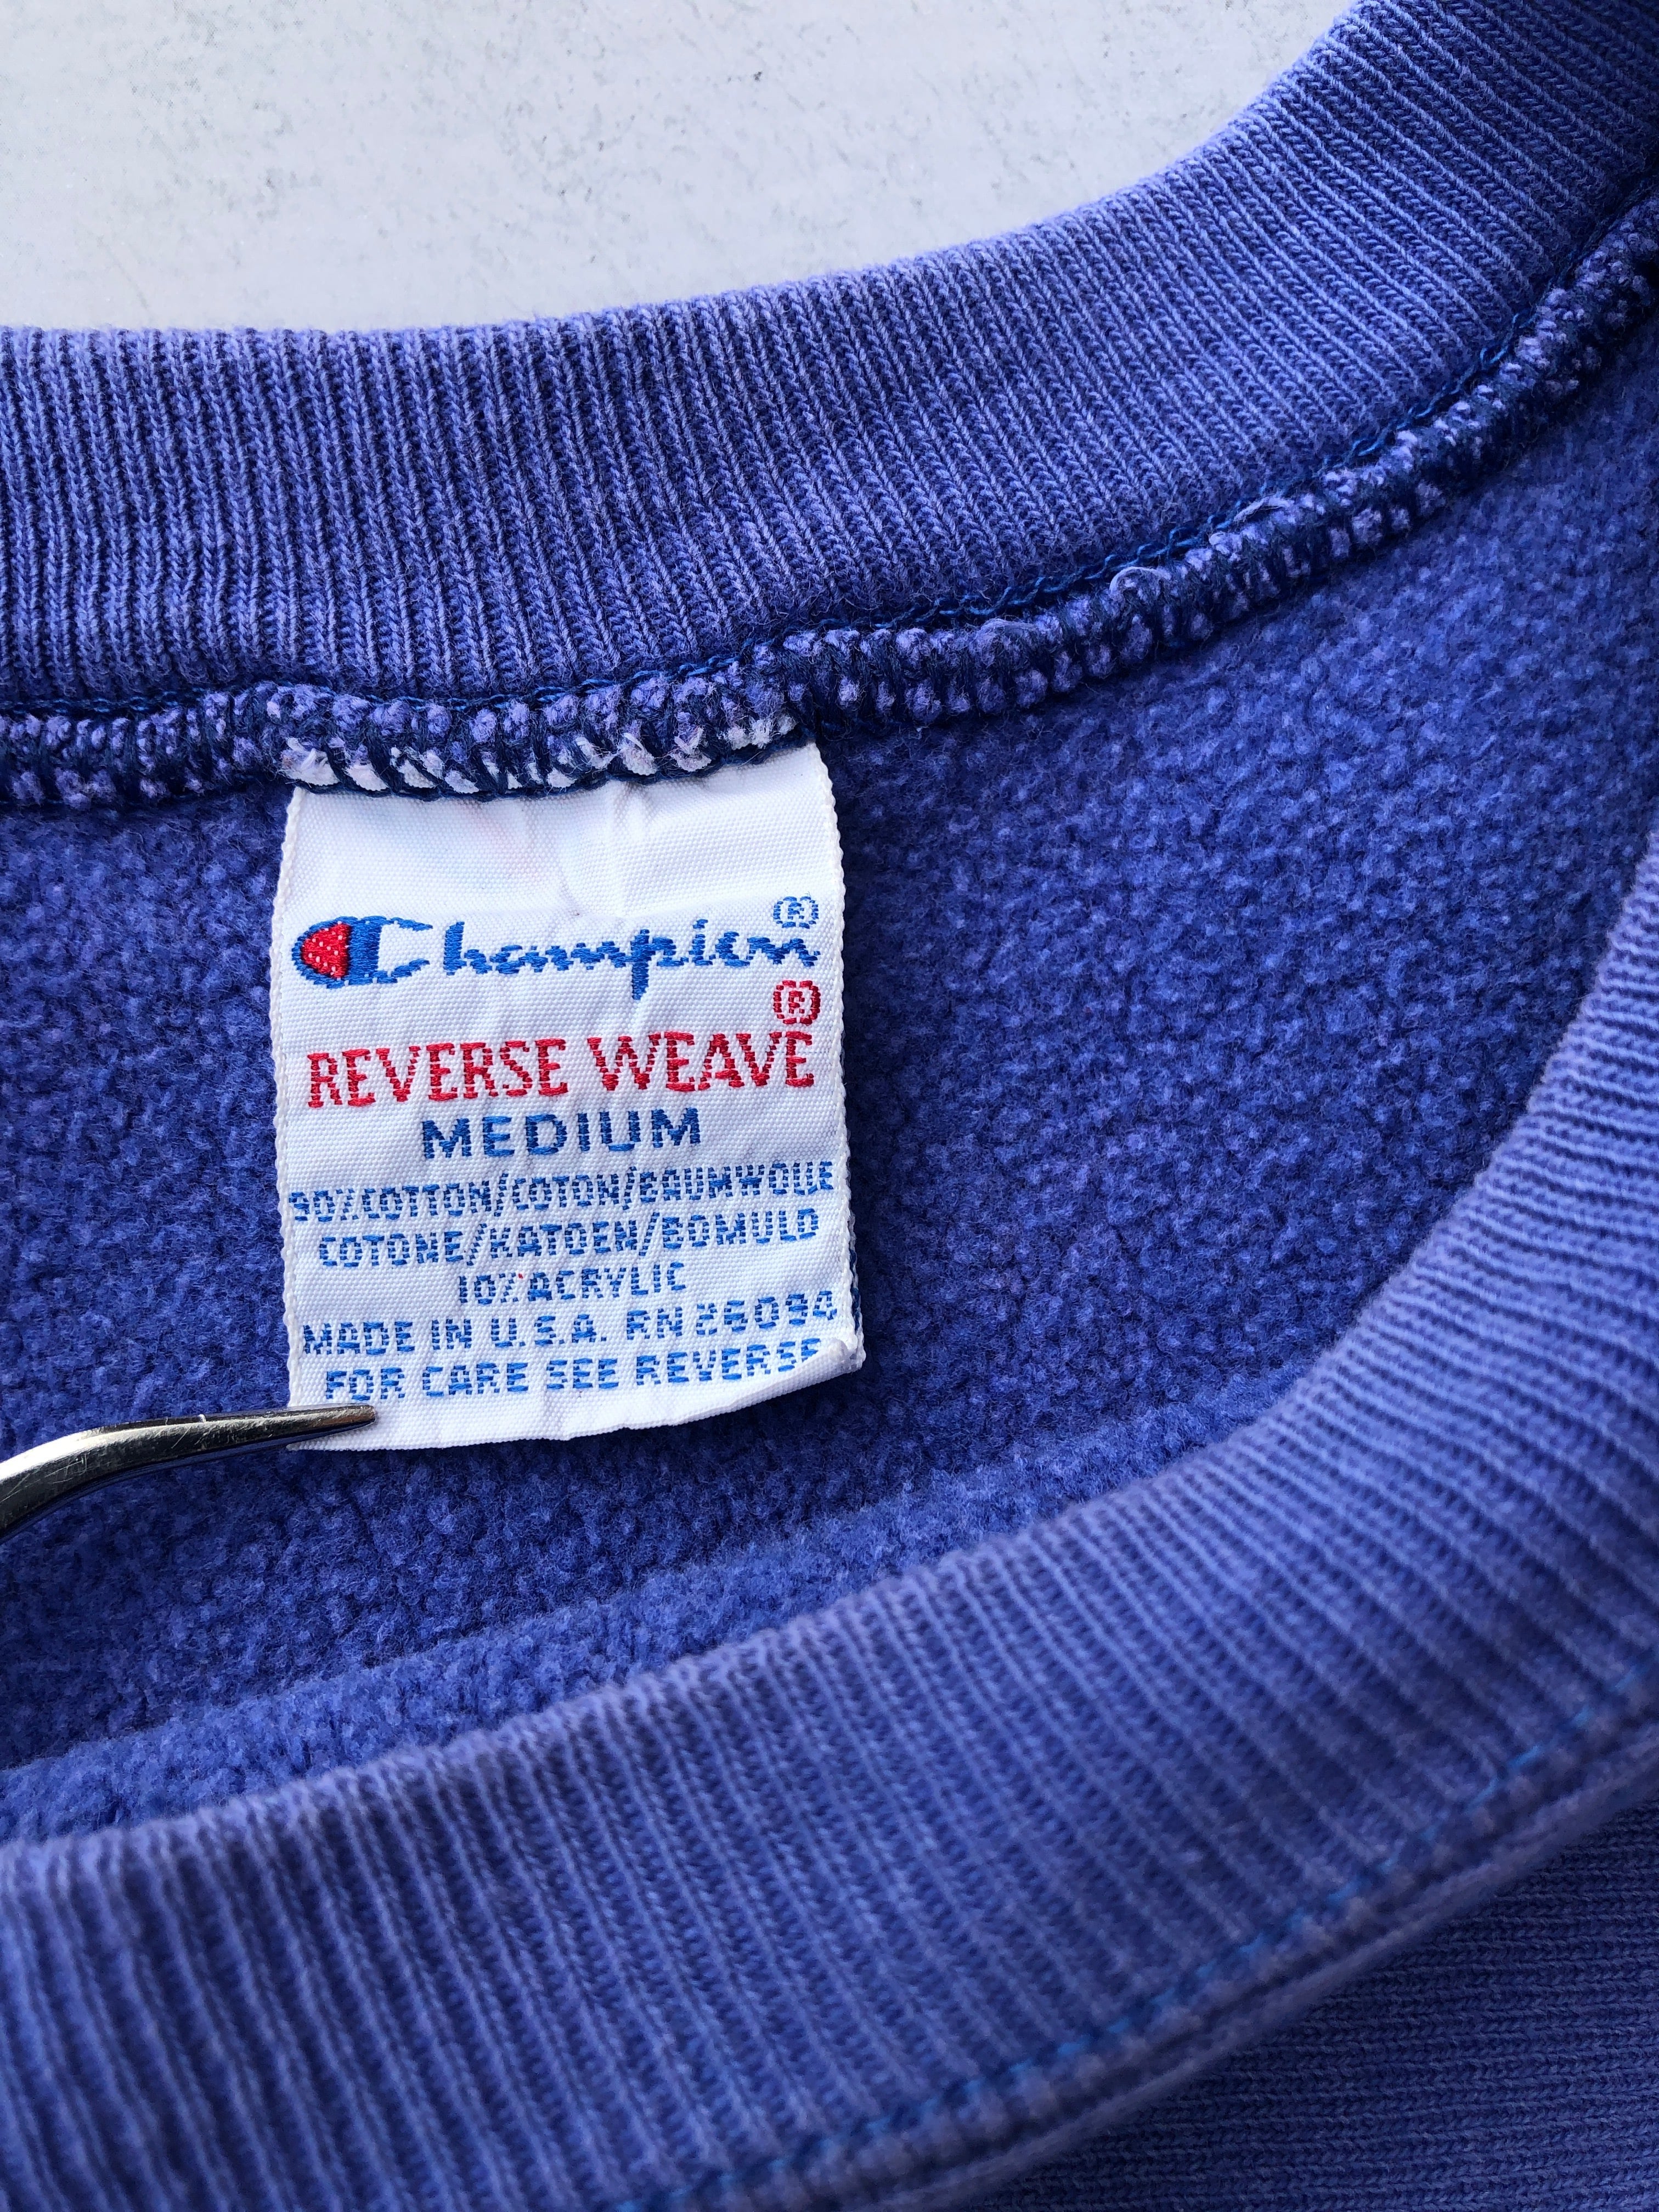 Champion®
REVERSE WEAVE®
MEDIUM
90% COTTON/COTON/BAUMWOLLE
COTONE/KATOEN/BOMULD
10% ACRYLIC
MADE IN U.S.A. RN 26094
FOR CARE SEE REVERSE